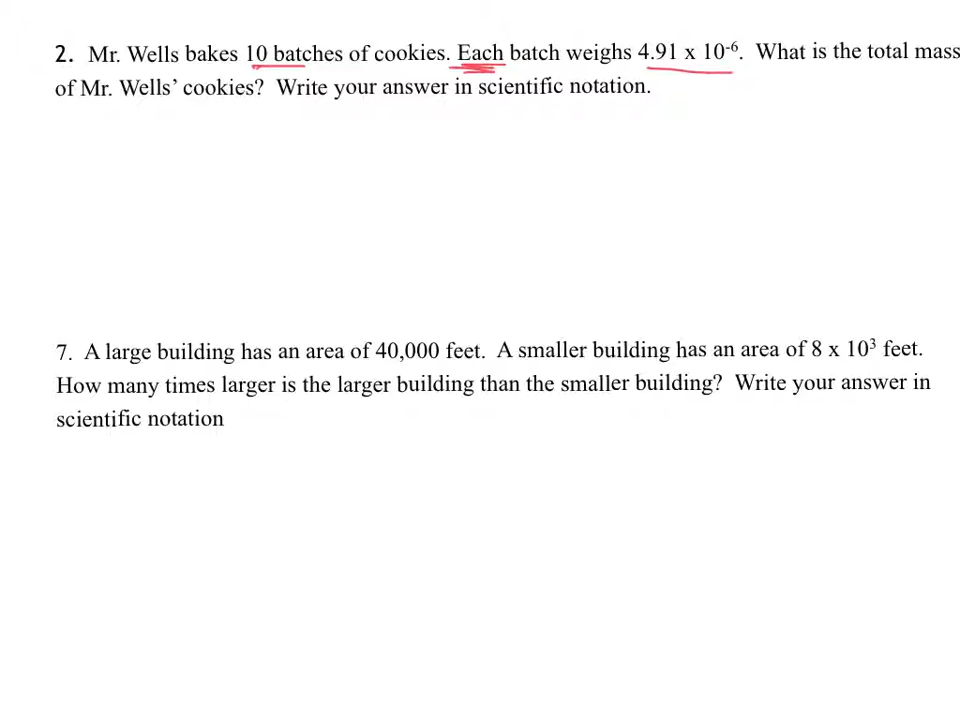 2. Mr. Wells bakes 10 batches of cookies. Each batch weighs 4.91 x 10⁻⁶. What is the total mass
of Mr. Wells’ cookies? Write your answer in scientific notation.
7. A large building has an area of 40,000 feet. A smaller building has an area of 8 x 10³ feet.
How many times larger is the larger building than the smaller building? Write your answer in
scientific notation